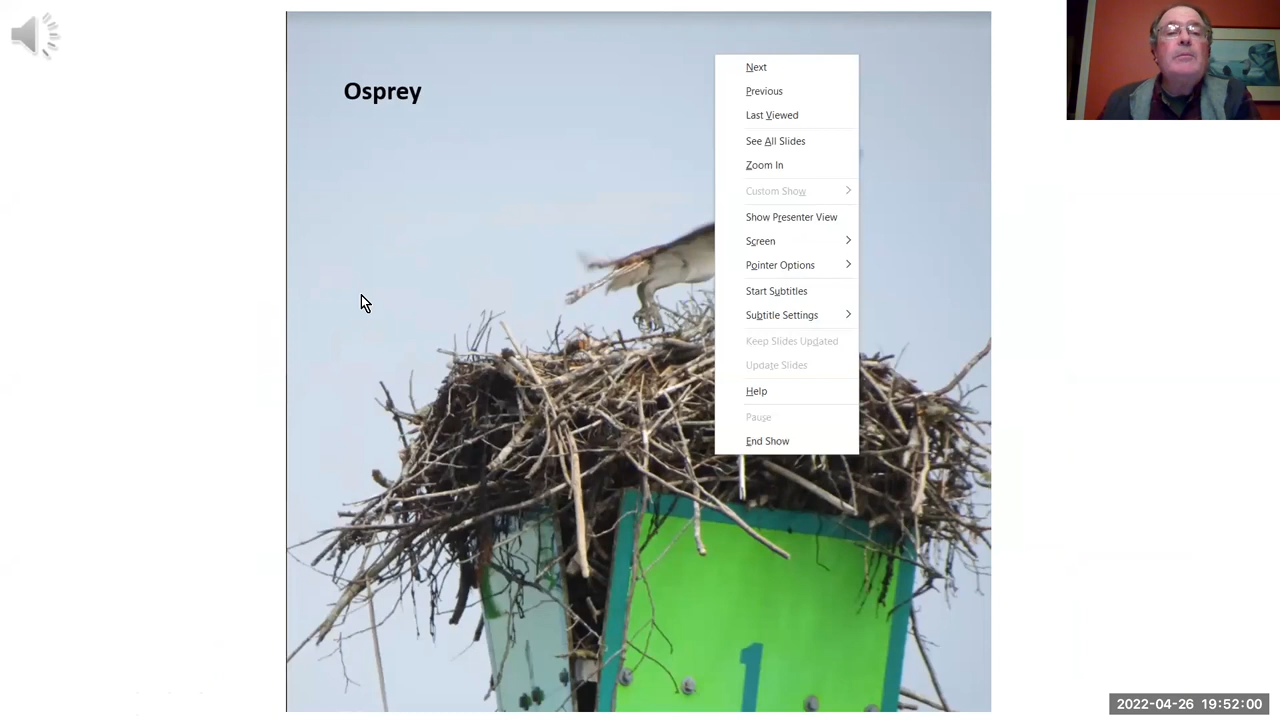 Osprey
Next
Previous
Last Viewed
See All Slides
Zoom In
Custom Show
Show Presenter View
Screen
Pointer Options
Start Subtitles
Subtitle Settings
Keep Slides Updated
Update Slides
Help
Pause
End Show
1
2022-04-26 19:52:00